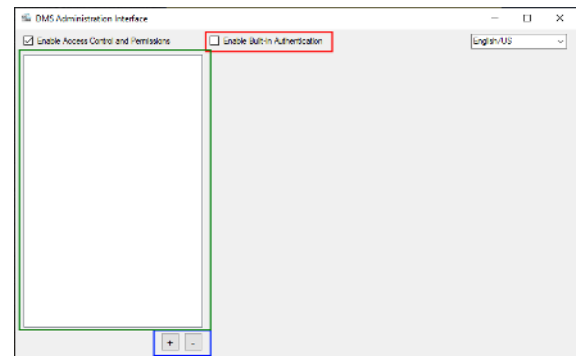 DMS Administration Interface
Enable Access Control and Permissions
Enable Built-in Authentication
English/US
+
-